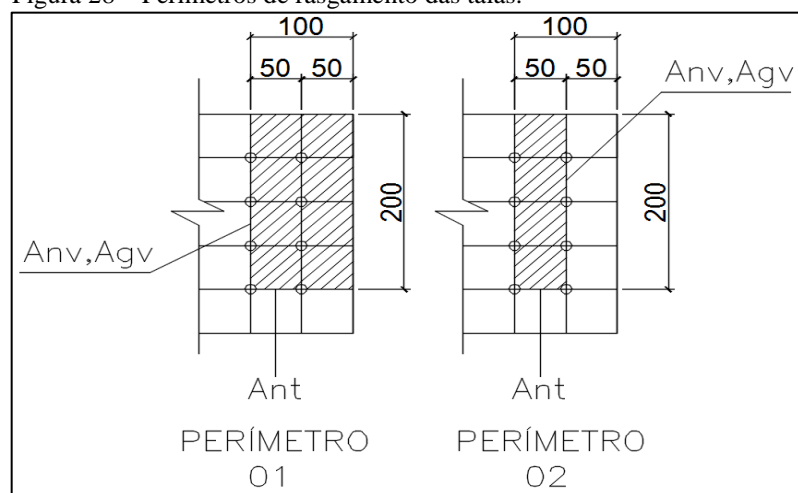 Figura 28 – Perímetros de rasgamento das talas.
100
50 50
200
Anv,Agv
Ant
PERÍMETRO
01
100
50 50
Anv,Agv
200
Ant
PERÍMETRO
02